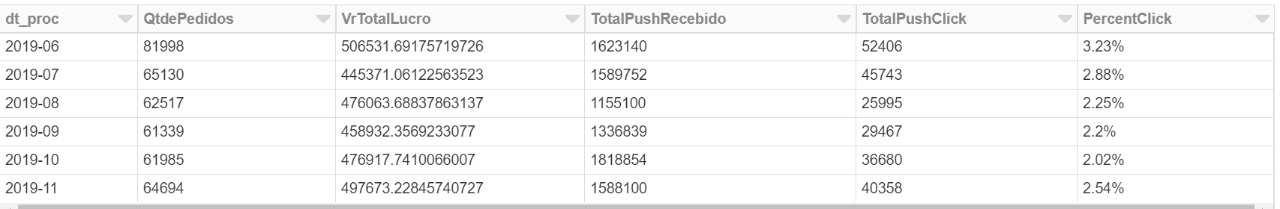 dt_proc QtdePedidos VrTotalLucro TotalPushRecebido TotalPushClick PercentClick
2019-06 81998 506531.69175719726 1623140 52406 3.23%
2019-07 65130 445371.06122563523 1589752 45743 2.88%
2019-08 62517 476063.68837863137 1155100 25995 2.25%
2019-09 61339 458932.3569233077 1336839 29467 2.2%
2019-10 61985 476917.7410066007 1818854 36680 2.02%
2019-11 64694 497673.22845740727 1588100 40358 2.54%